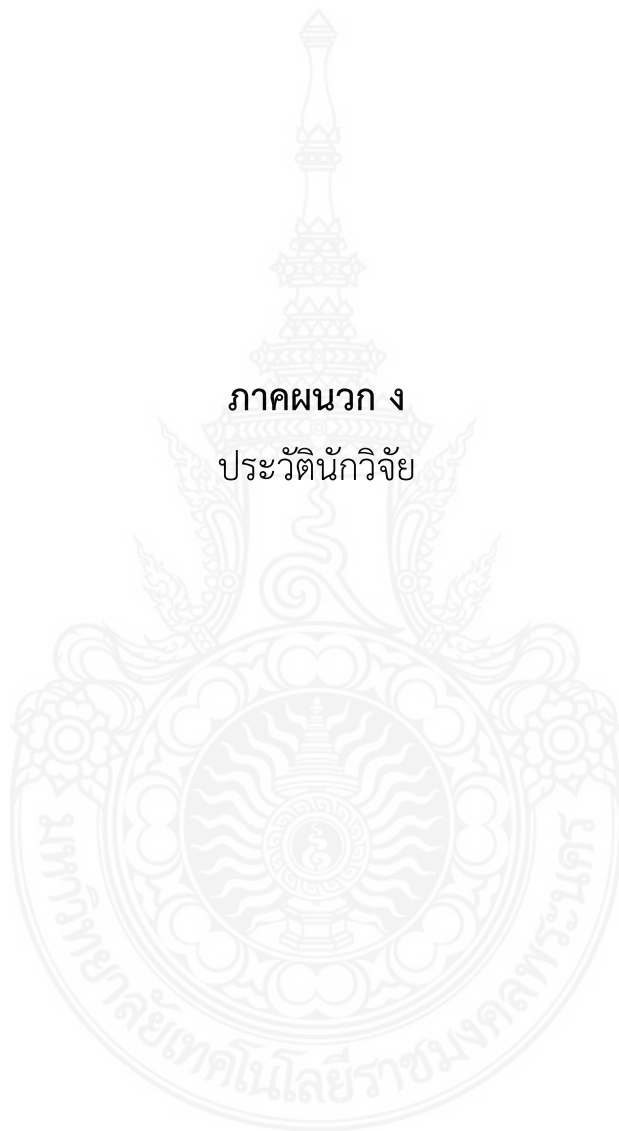 ภาคผนวก ง
ประวัตินักวิจัย
มหาวิทยาลัยเทคโนโลยีราชมงคลพระนคร